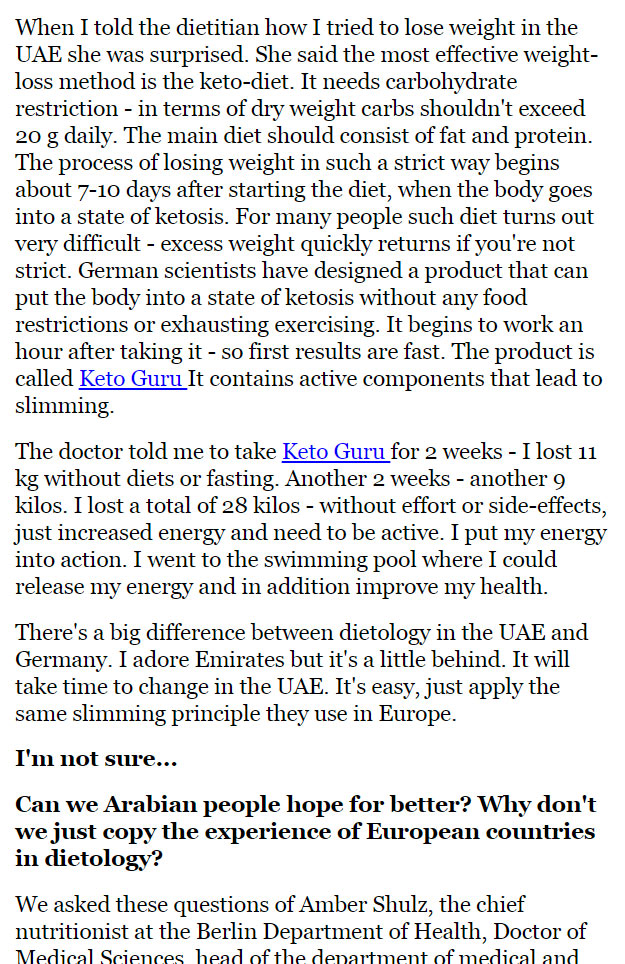 When I told the dietitian how I tried to lose weight in the
UAE she was surprised. She said the most effective weight-
loss method is the keto-diet. It needs carbohydrate
restriction - in terms of dry weight carbs shouldn't exceed
20 g daily. The main diet should consist of fat and protein.
The process of losing weight in such a strict way begins
about 7-10 days after starting the diet, when the body goes
into a state of ketosis. For many people such diet turns out
very difficult - excess weight quickly returns if you're not
strict. German scientists have designed a product that can
put the body into a state of ketosis without any food
restrictions or exhausting exercising. It begins to work an
hour after taking it - so first results are fast. The product is
called Keto Guru It contains active components that lead to
slimming.
The doctor told me to take Keto Guru for 2 weeks - I lost 11
kg without diets or fasting. Another 2 weeks - another 9
kilos. I lost a total of 28 kilos - without effort or side-effects,
just increased energy and need to be active. I put my energy
into action. I went to the swimming pool where I could
release my energy and in addition improve my health.
There's a big difference between dietology in the UAE and
Germany. I adore Emirates but it's a little behind. It will
take time to change in the UAE. It's easy, just apply the
same slimming principle they use in Europe.
I'm not sure...
Can we Arabian people hope for better? Why don't
we just copy the experience of European countries
in dietology?
We asked these questions of Amber Shulz, the chief
nutritionist at the Berlin Department of Health, Doctor of
Medical Sciences, head of the department of medical and